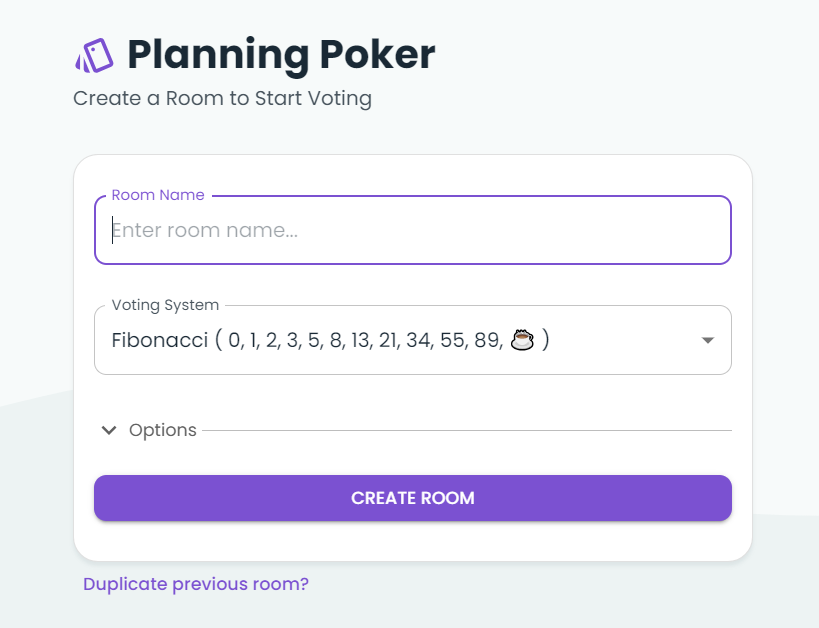 Planning Poker
Create a Room to Start Voting
Room Name
Enter room name...
Voting System
Fibonacci ( 0, 1, 2, 3, 5, 8, 13, 21, 34, 55, 89, ☕ )
Options
CREATE ROOM
Duplicate previous room?